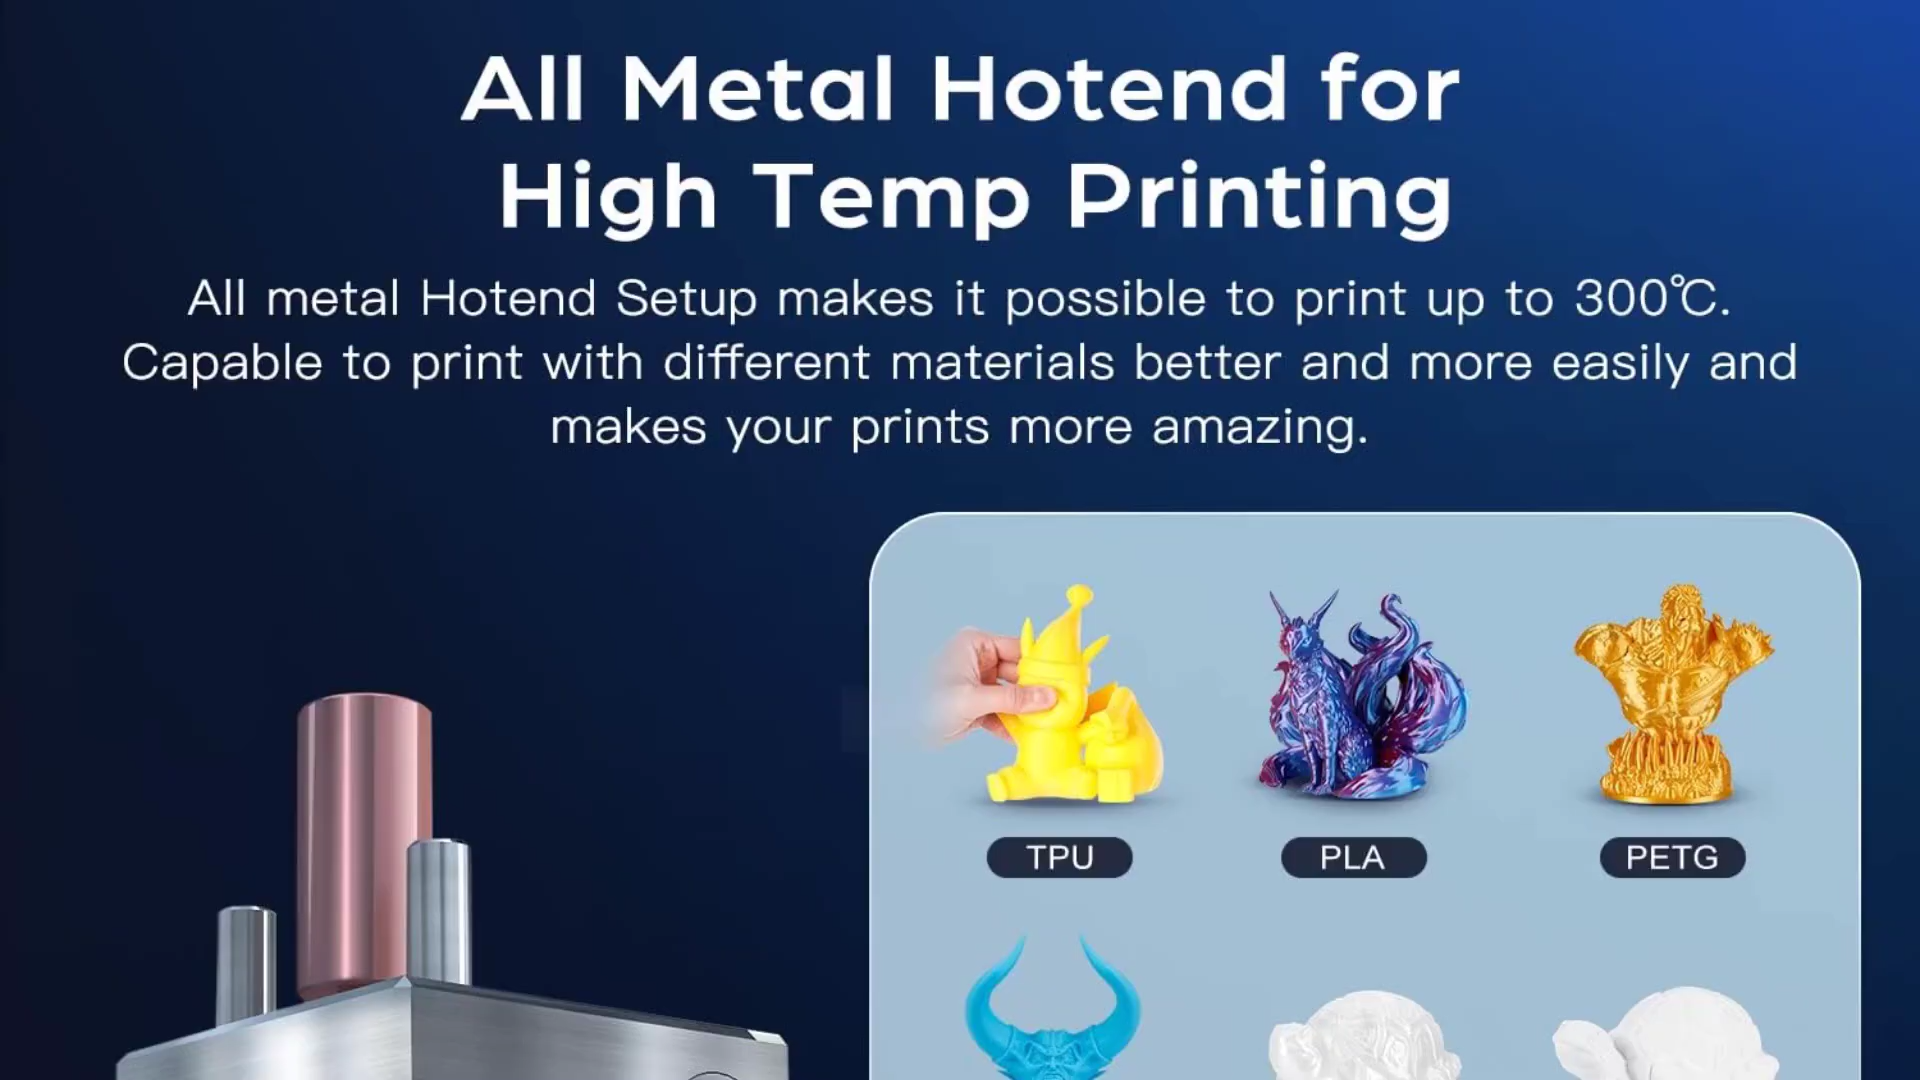 All Metal Hotend for
High Temp Printing
All metal Hotend Setup makes it possible to print up to 300℃.
Capable to print with different materials better and more easily and
makes your prints more amazing.
TPU
PLA
PETG